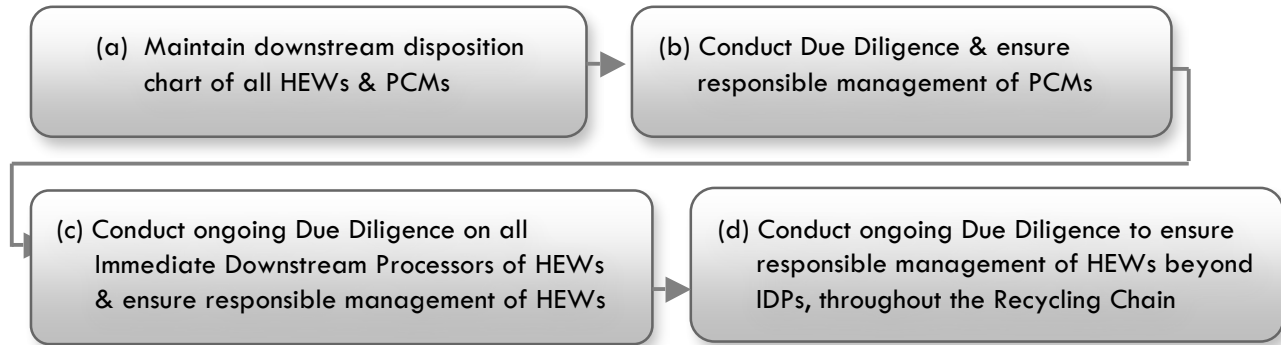 (a) Maintain downstream disposition
chart of all HEWs & PCMs
(b) Conduct Due Diligence & ensure
responsible management of PCMs
(c) Conduct ongoing Due Diligence on all
Immediate Downstream Processors of HEWs
& ensure responsible management of HEWs
(d) Conduct ongoing Due Diligence to ensure
responsible management of HEWs beyond
IDPs, throughout the Recycling Chain